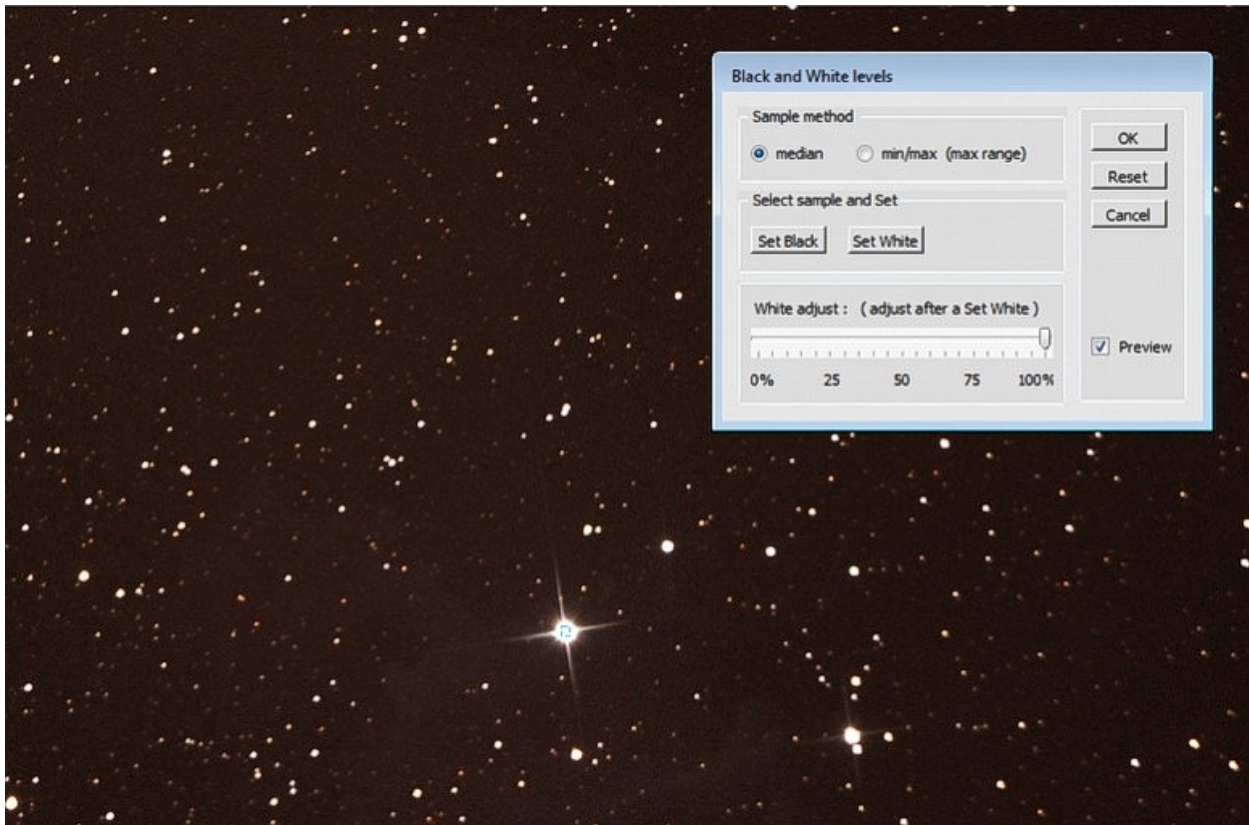 Black and White levels
Sample method
median
min/max (max range)
OK
Reset
Select sample and Set
Cancel
Set Black
Set White
White adjust : ( adjust after a Set White )
Preview
0% 25 50 75 100%